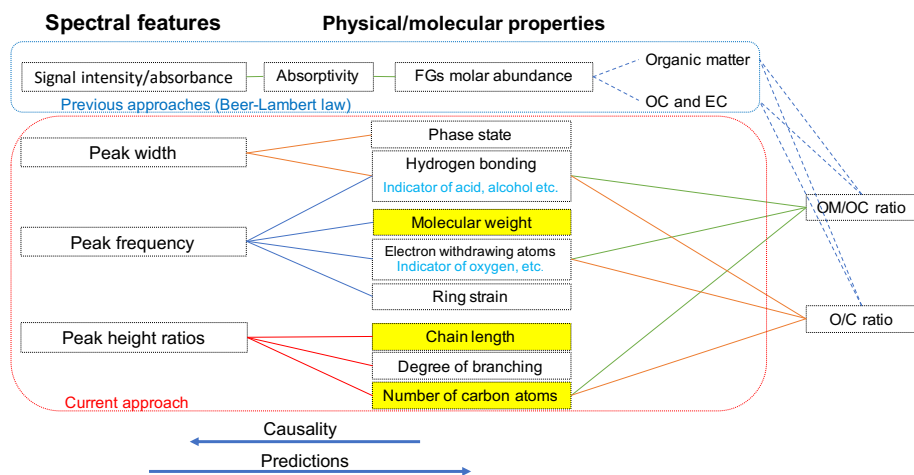 Spectral features
Physical/molecular properties
Signal intensity/absorbance
Absorptivity
FGs molar abundance
Organic matter
OC and EC
Previous approaches (Beer-Lambert law)
Peak width
Phase state
Hydrogen bonding
Indicator of acid, alcohol etc.
Molecular weight
Peak frequency
Electron withdrawing atoms
Indicator of oxygen, etc.
Ring strain
Peak height ratios
Chain length
Degree of branching
Number of carbon atoms
OM/OC ratio
O/C ratio
Current approach
Causality
Predictions